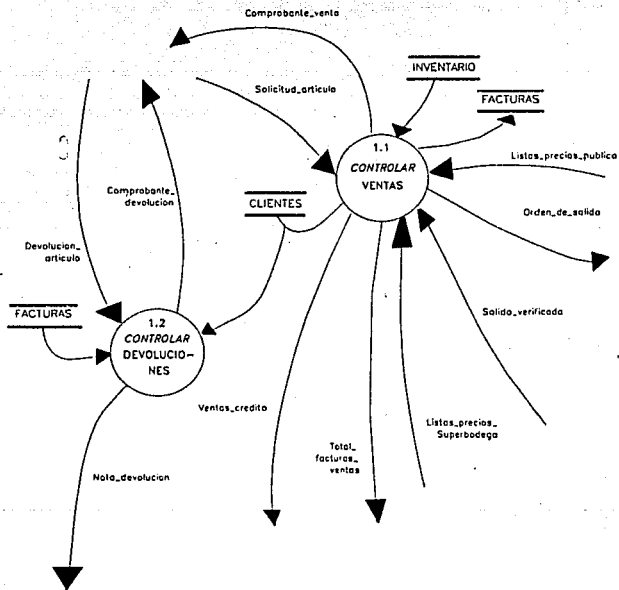 Comprobante_venta
INVENTARIO
Solicitud_articulo
FACTURAS
1.1
CONTROLAR
VENTAS
Listas_precios_publico
Comprobante_
devolucion
CLIENTES
Orden_de_salida
Devolucion_
articulo
FACTURAS
1.2
CONTROLAR
DEVOLUCIO-
NES
Salida_verificada
Ventas_credito
Listas_precios_
Superbodega
Total_
facturas_
ventas
Nota_devolucion